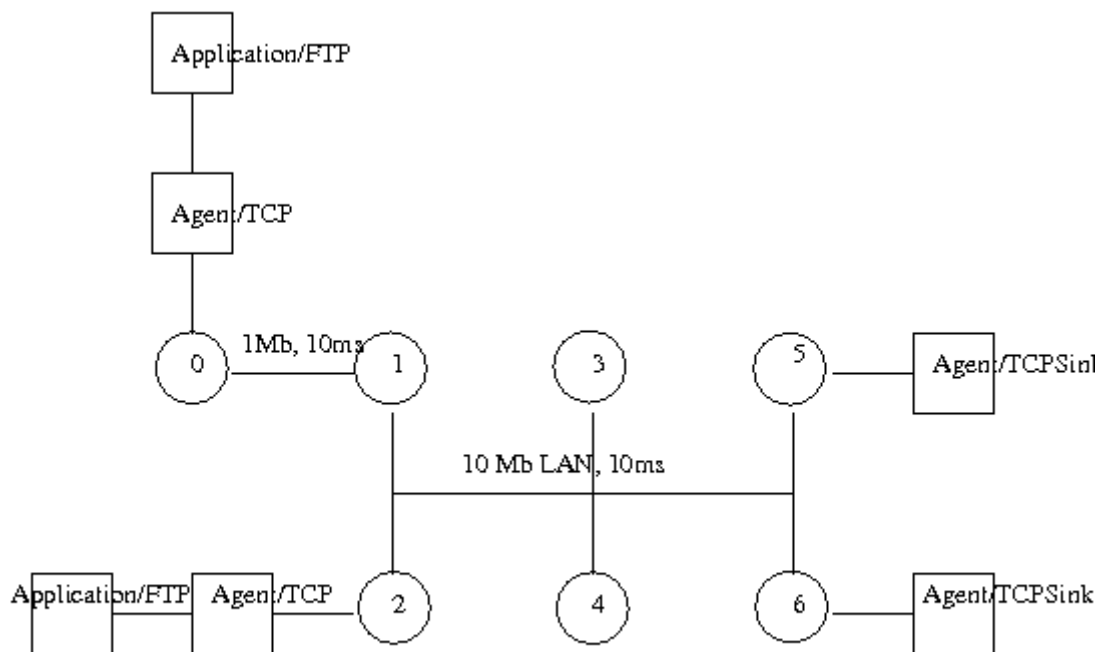 Application/FTP
Agent/TCP
1Mb, 10ms
0
1
3
5
Agent/TCPSink
10 Mb LAN, 10ms
Application/FTP
Agent/TCP
2
4
6
Agent/TCPSink